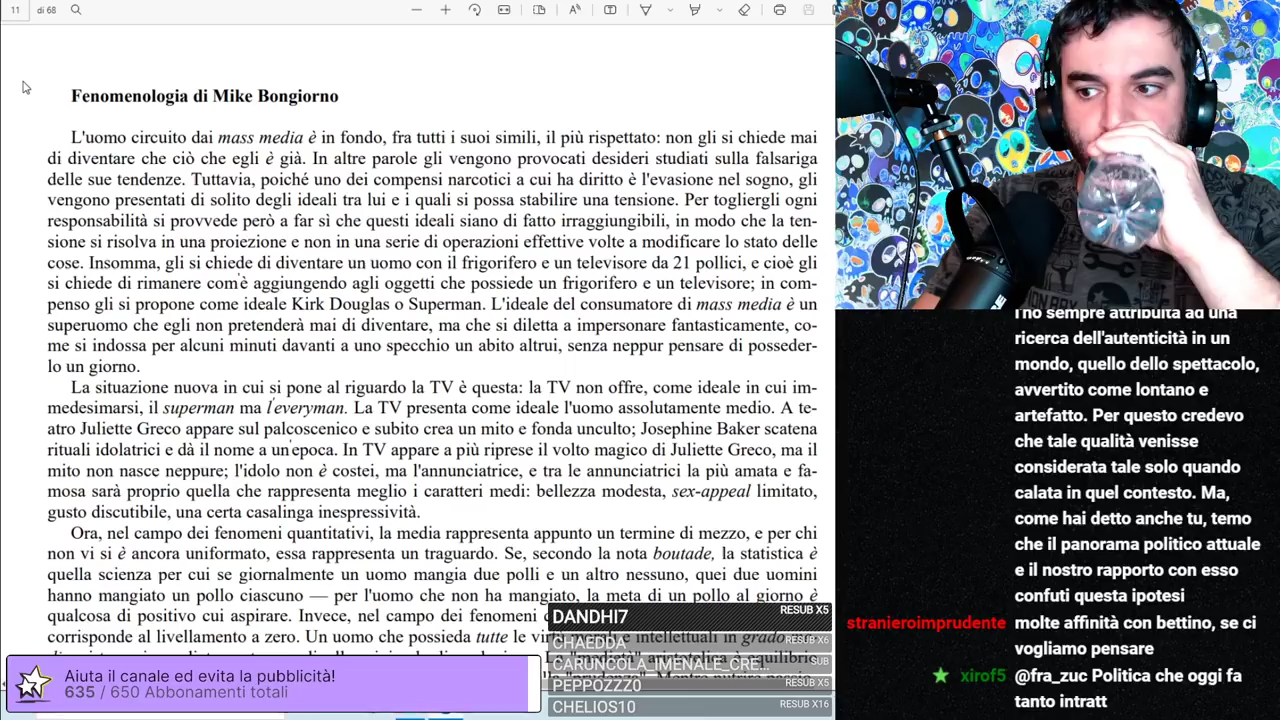 11 di 68
Fenomenologia di Mike Bongiorno
L'uomo circuito dai mass media è in fondo, fra tutti i suoi simili, il più rispettato: non gli si chiede mai
di diventare che ciò che egli è già. In altre parole gli vengono provocati desideri studiati sulla falsariga
delle sue tendenze. Tuttavia, poiché uno dei compensi narcotici a cui ha diritto è l'evasione nel sogno, gli
vengono presentati di solito degli ideali tra lui e i quali si possa stabilire una tensione. Per togliergli ogni
responsabilità si provvede però a far sì che questi ideali siano di fatto irraggiungibili, in modo che la ten-
sione si risolva in una proiezione e non in una serie di operazioni effettive volte a modificare lo stato delle
cose. Insomna, gli si chiede di diventare un uomo con il frigorifero e un televisore da 21 pollici, e cioè gli
si chiede di rimanere com'è aggiungendo agli oggetti che possiede un frigorifero e un televisore; in com-
penso gli si propone come ideale Kirk Douglas o Superman. L'ideale del consumatore di mass media è un
superuomo che egli non pretenderà mai di diventare, ma che si diletta a impersonare fantasticamente, co-
me si indossa per alcuni minuti davanti a uno specchio un abito altrui, senza neppur pensare di posseder-
lo un giorno.
La situazione nuova in cui si pone al riguardo la TV è questa: la TV non offre, come ideale in cui im-
medesimarsi, il superman ma l'everyman. La TV presenta come ideale l'uomo assolutamente medio. A te-
atro Juliette Greco appare sul palcoscenico e subito crea un mito e fonda unculto; Josephine Baker scatena
rituali idolatrici e dà il nome a un'epoca. In TV appare a più riprese il volto magico di Juliette Greco, ma il
mito non nasce neppure; l'idolo non è costei, ma l'annunciatrice, e tra le annunciatrici la più amata e fa-
mosa sarà proprio quella che rappresenta meglio i caratteri medi: bellezza modesta, sex-appeal limitato,
gusto discutibile, una certa casalinga inespressività.
Ora, nel campo dei fenomeni quantitativi, la media rappresenta appunto un termine di mezzo, e per chi
non vi si è ancora uniformato, essa rappresenta un traguardo. Se, secondo la nota boutade, la statistica è
quella scienza per cui se giornalmente un uomo mangia due polli e un altro nessuno, quei due uomini
hanno mangiato un pollo ciascuno — per l'uomo che non ha mangiato, la meta di un pollo al giorno è
qualcosa di positivo cui aspirare. Invece, nel campo dei fenomeni
corrisponde al livellamento a zero. Un uomo che possieda tutte le
Aiuta il canale ed evita la pubblicità!
635 / 650 Abbonamenti totali
DANDHI7 RESUB X5
CHAEDDA RESUB X6
CARUNCOLA_IMENALE_CRE... SUB
PEPPOZZZ0 RESUB X5
CHELIOS10 RESUB X16
l'ho sempre attribuita ad una
ricerca dell'autenticità in un
mondo, quello dello spettacolo,
avvertito come lontano e
artefatto. Per questo credevo
che tale qualità venisse
considerata tale solo quando
calata in quel contesto. Ma,
come hai detto anche tu, temo
che il panorama politico attuale
e il nostro rapporto con esso
confuti questa ipotesi
stranieroimprudente molte affinità con bettino, se ci
vogliamo pensare
xirof5 @fra_zuc Politica che oggi fa
tanto intratt